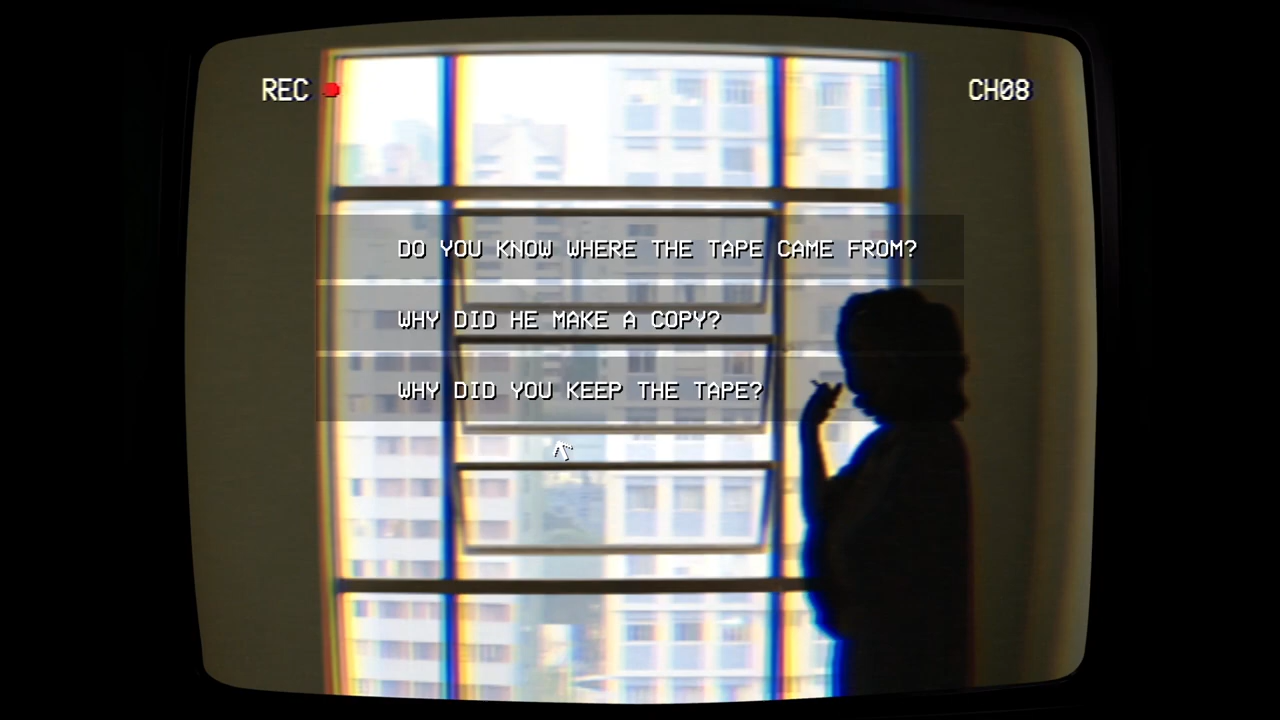 REC
CH08
DO YOU KNOW WHERE THE TAPE CAME FROM?
WHY DID HE MAKE A COPY?
WHY DID YOU KEEP THE TAPE?